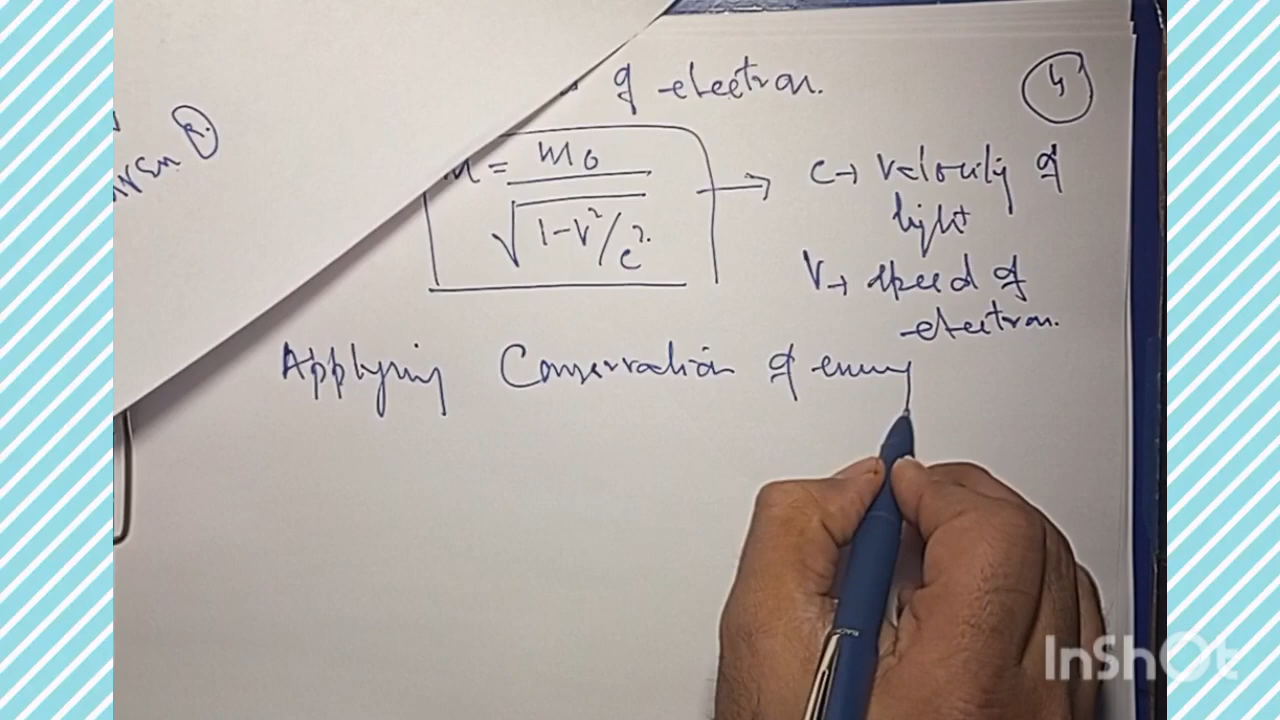 of electron.
4
m = m0
√1-v²/c².
c → velocity of
light
V → speed of
electron.
Applying Conservation of energy
InShOt